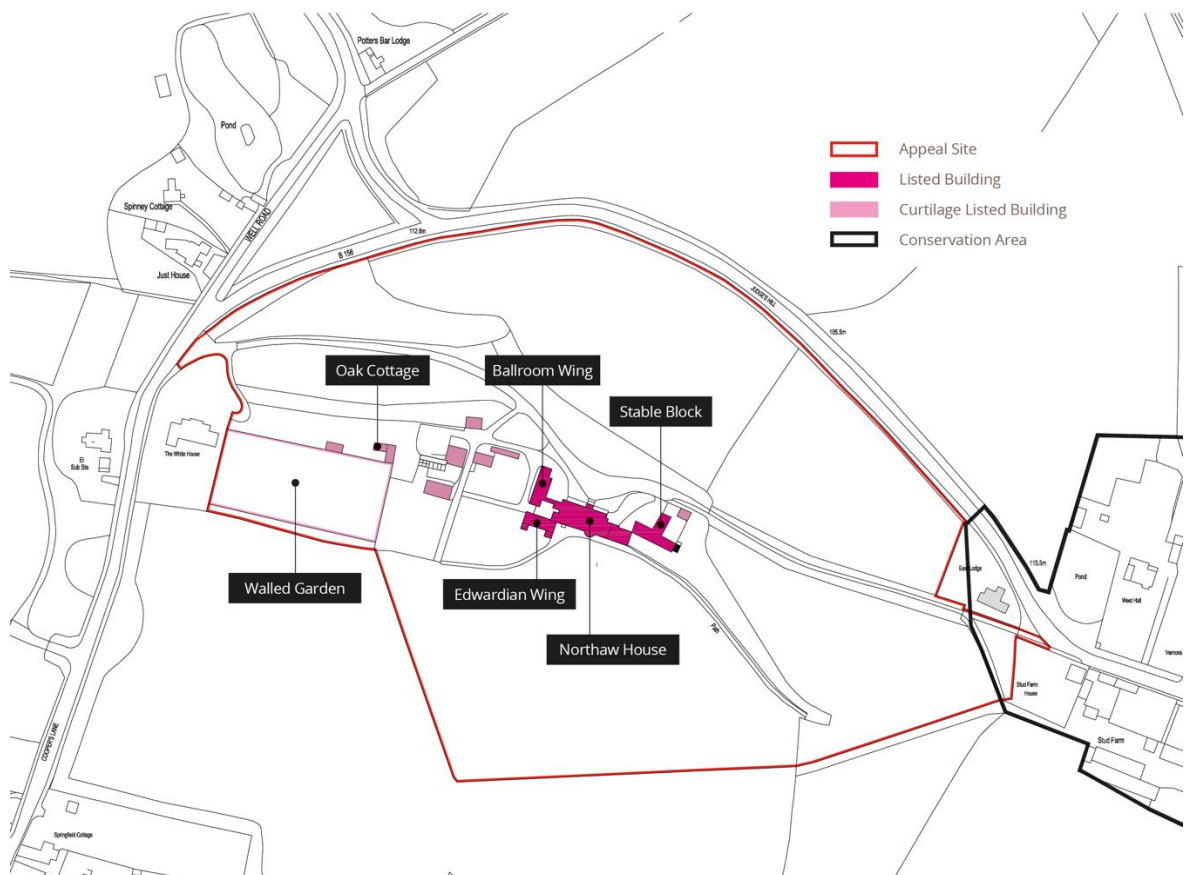 Potters Bar Lodge
Pond
Spinney Cottage
WELL ROAD
Just House
112.8m
B 156
JUDGE'S HILL
105.5m
Appeal Site
Listed Building
Curtilage Listed Building
Conservation Area
Oak Cottage
Ballroom Wing
Stable Block
El
Sub Sta
The White House
Walled Garden
Edwardian Wing
Northaw House
Path
East Lodge
115.5m
Pond
West Hall
Vernons
Stud Farm
House
Stud Farm
COOPER'S LANE
Springfield Cottage